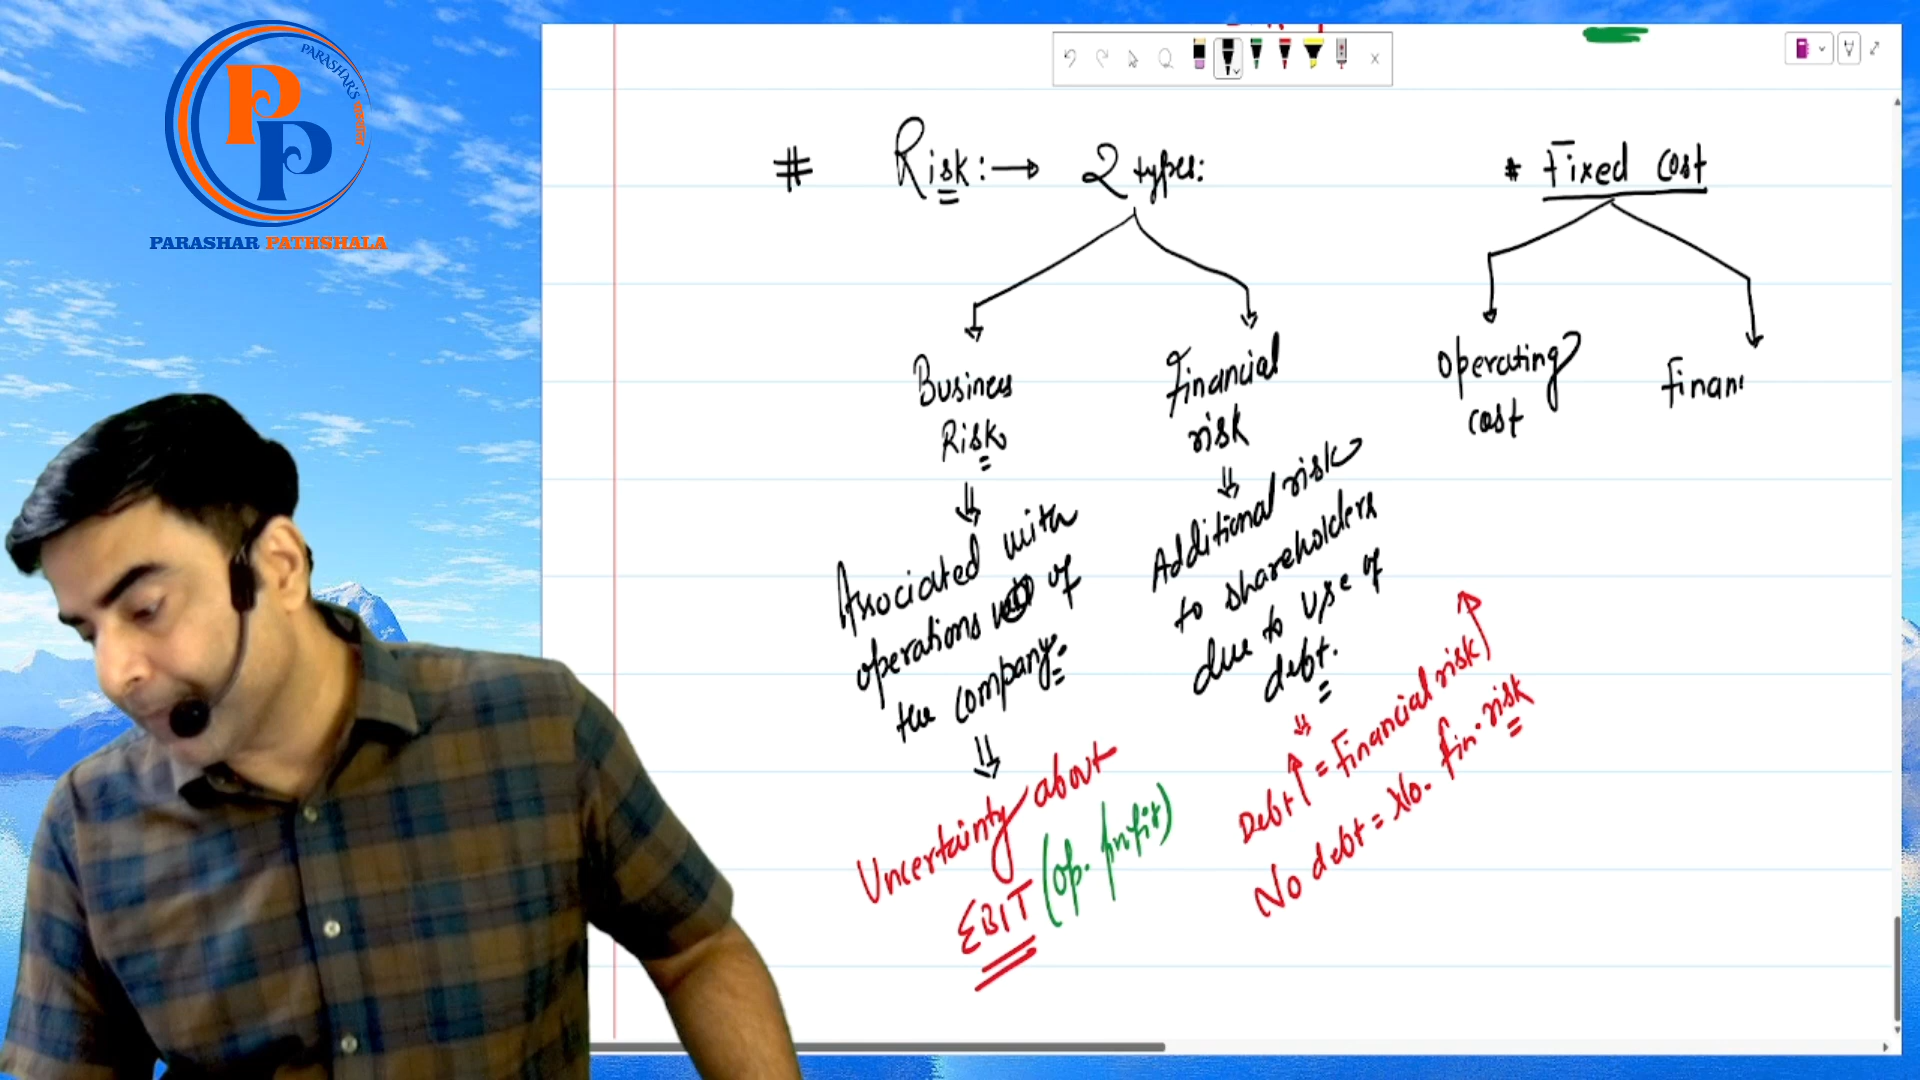 PARASHAR'S
PARASHAR PATHSHALA
# Risk:→ 2 types:
Business
Risk
Associated with
operations of
the company.
Uncertainty about
EBIT (op. profit)
Financial
risk
Additional risk
to shareholders
due to use of
debt.
Debt↑ = Financial risk↑
No debt = No. fin. risk
* Fixed cost
Operating
cost
Finan